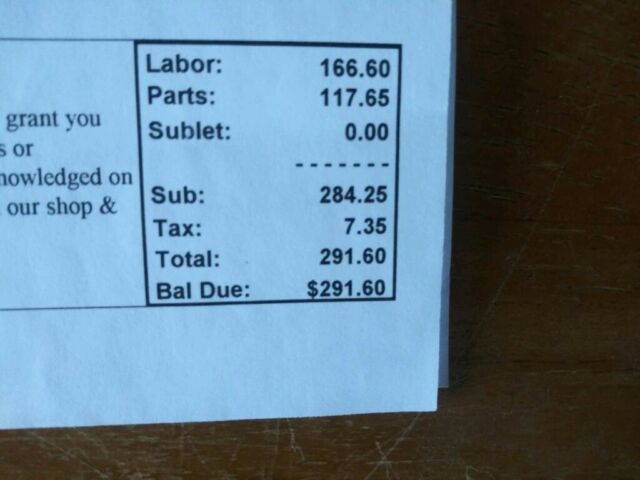 Labor: 166.60
Parts: 117.65
Sublet: 0.00
-------
Sub: 284.25
Tax: 7.35
Total: 291.60
Bal Due: $291.60
grant you
s or
nowledged on
our shop &